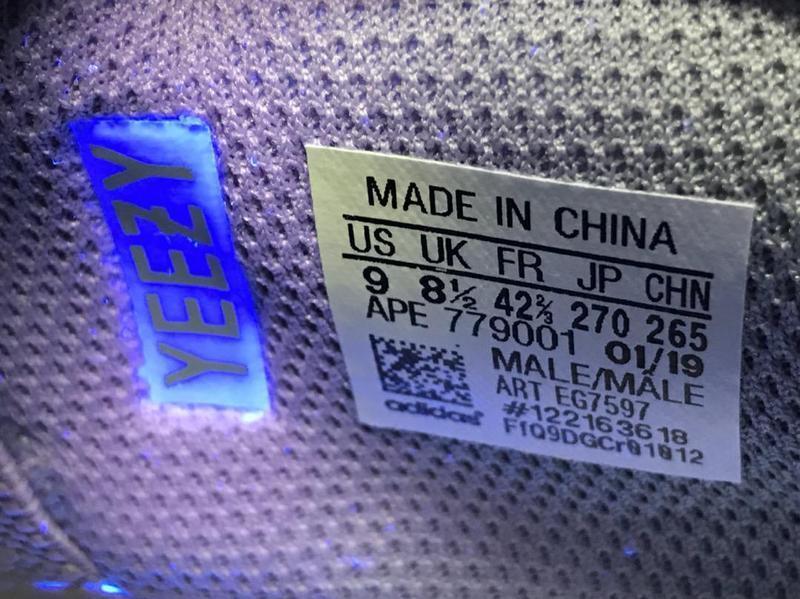 YEEZY
MADE IN CHINA
US UK FR JP CHN
9 8½ 42⅔ 270 265
APE 779001 01/19
MALE/MÂLE
ART EG7597
#122163618
FfQ9DGCr01012
adidas